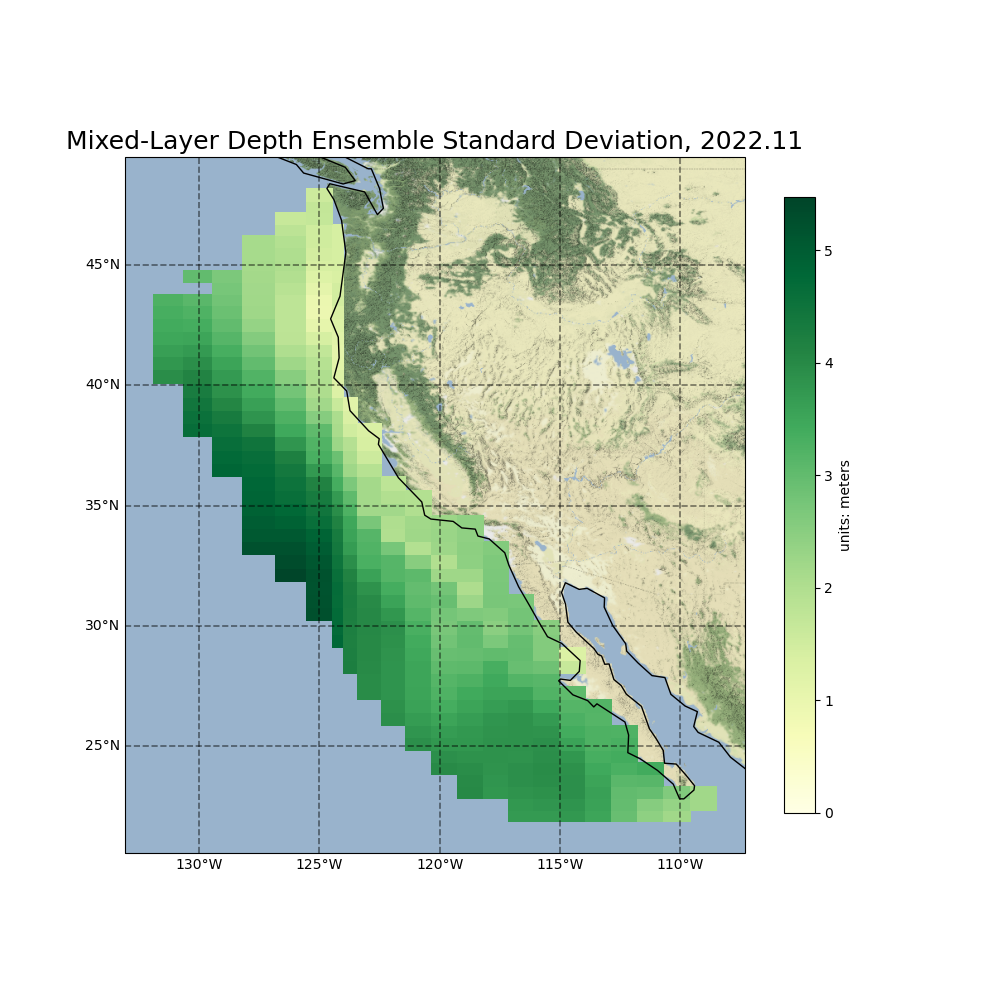 Mixed-Layer Depth Ensemble Standard Deviation, 2022.11
45°N
40°N
35°N
30°N
25°N
130°W
125°W
120°W
115°W
110°W
5
4
3
2
1
0
units: meters